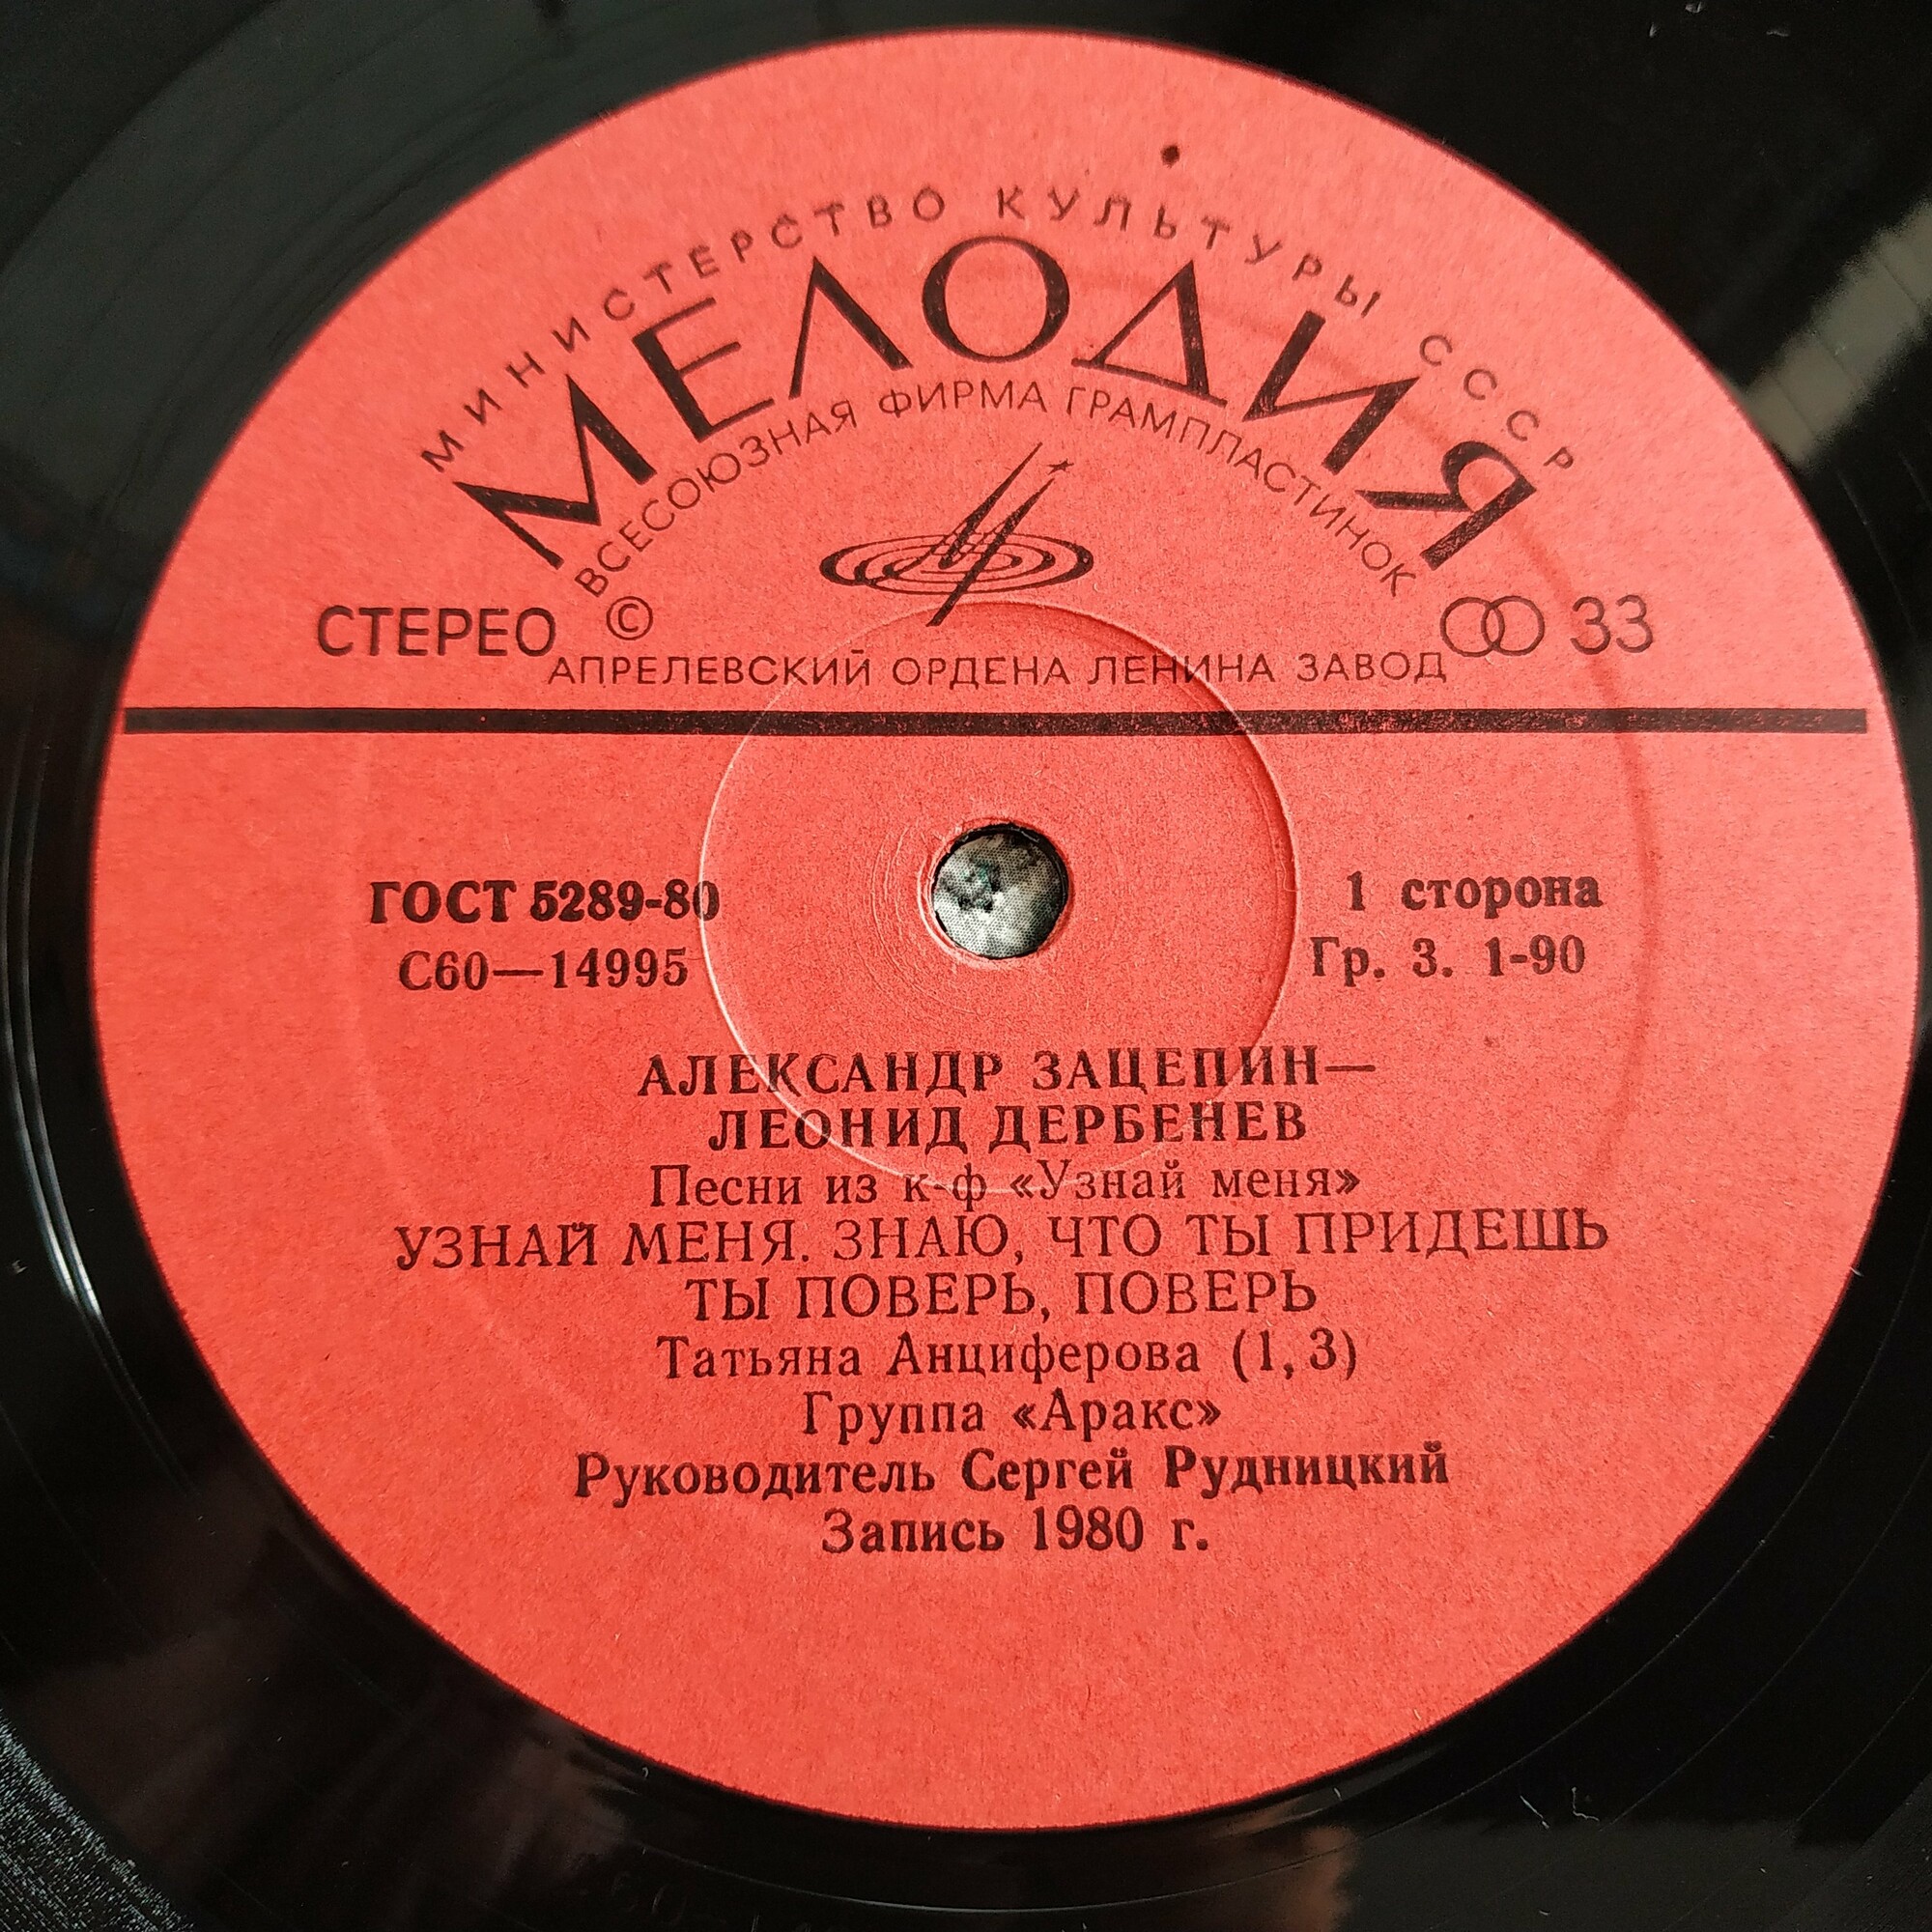 МИНИСТЕРСТВО КУЛЬТУРЫ СССР
МЕЛОДИЯ
ВСЕСОЮЗНАЯ ФИРМА ГРАМПЛАСТИНОК
СТЕРЕО © 33
АПРЕЛЕВСКИЙ ОРДЕНА ЛЕНИНА ЗАВОД
ГОСТ 5289-80
С60—14995
1 сторона
Гр. 3. 1-90
АЛЕКСАНДР ЗАЦЕПИН—
ЛЕОНИД ДЕРБЕНЕВ
Песни из к-ф «Узнай меня»
УЗНАЙ МЕНЯ. ЗНАЮ, ЧТО ТЫ ПРИДЕШЬ
ТЫ ПОВЕРЬ, ПОВЕРЬ
Татьяна Анциферова (1, 3)
Группа «Аракс»
Руководитель Сергей Рудницкий
Запись 1980 г.